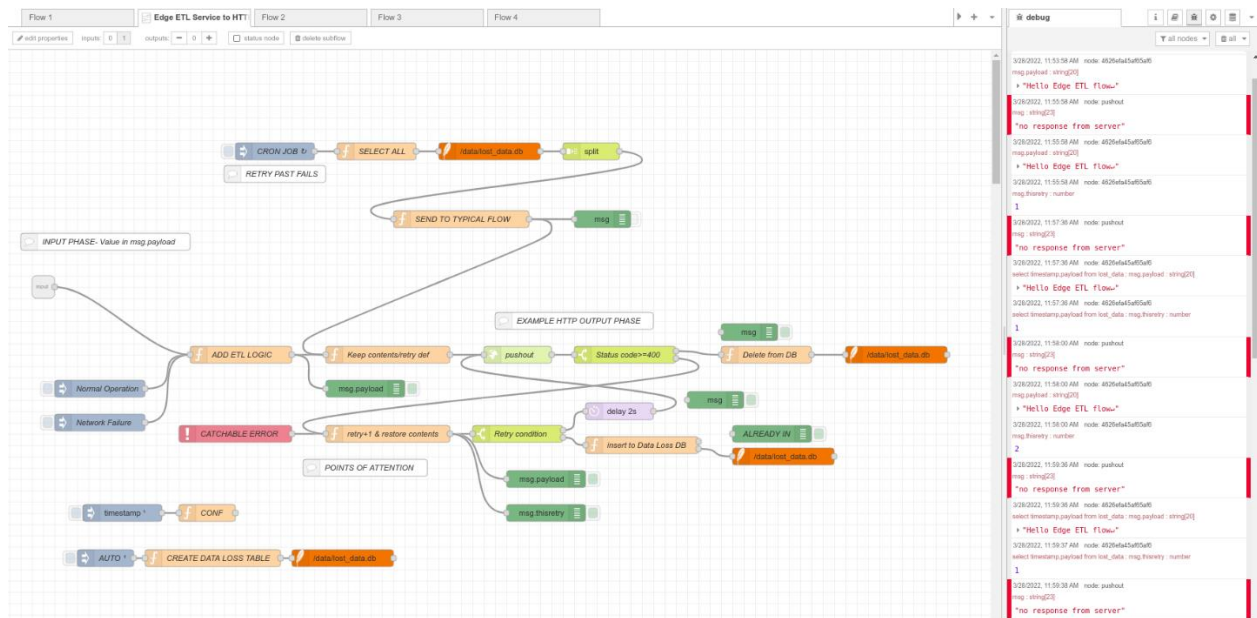 Flow 1
Edge ETL Service to HTT
Flow 2
Flow 3
Flow 4
edit properties
inputs: 0 1
outputs: 0
status node
delete subflow
CRON JOB ↻
SELECT ALL
/data/lost_data.db
split
RETRY PAST FAILS
SEND TO TYPICAL FLOW
msg
INPUT PHASE- Value in msg.payload
input
EXAMPLE HTTP OUTPUT PHASE
msg
ADD ETL LOGIC
Keep contents/retry def
pushout
Status code>=400
Delete from DB
/data/lost_data.db
Normal Operation
msg.payload
msg
delay 2s
Network Failure
CATCHABLE ERROR
retry+1 & restore contents
Retry condition
ALREADY IN
Insert to Data Loss DB
/data/lost_data.db
POINTS OF ATTENTION
msg.payload
timestamp ¹
CONF
msg.thisretry
AUTO ¹
CREATE DATA LOSS TABLE
/data/lost_data.db
debug
i
all nodes
all
3/28/2022, 11:53:58 AM node: 4626efa45af65af6
msg.payload : string[20]
"Hello Edge ETL flow↵"
3/28/2022, 11:55:58 AM node: pushout
msg : string[23]
"no response from server"
3/28/2022, 11:55:58 AM node: 4626efa45af65af6
msg.payload : string[20]
"Hello Edge ETL flow↵"
3/28/2022, 11:55:58 AM node: 4626efa45af65af6
msg.thisretry : number
1
3/28/2022, 11:57:36 AM node: pushout
msg : string[23]
"no response from server"
3/28/2022, 11:57:36 AM node: 4626efa45af65af6
select timestamp,payload from lost_data : msg.payload : string[20]
"Hello Edge ETL flow↵"
3/28/2022, 11:57:36 AM node: 4626efa45af65af6
select timestamp,payload from lost_data : msg.thisretry : number
1
3/28/2022, 11:58:00 AM node: pushout
msg : string[23]
"no response from server"
3/28/2022, 11:58:00 AM node: 4626efa45af65af6
msg.payload : string[20]
"Hello Edge ETL flow↵"
3/28/2022, 11:58:00 AM node: 4626efa45af65af6
msg.thisretry : number
2
3/28/2022, 11:59:36 AM node: pushout
msg : string[23]
"no response from server"
3/28/2022, 11:59:36 AM node: 4626efa45af65af6
select timestamp,payload from lost_data : msg.payload : string[20]
"Hello Edge ETL flow↵"
3/28/2022, 11:59:37 AM node: 4626efa45af65af6
select timestamp,payload from lost_data : msg.thisretry : number
1
3/28/2022, 11:59:38 AM node: pushout
msg : string[23]
"no response from server"